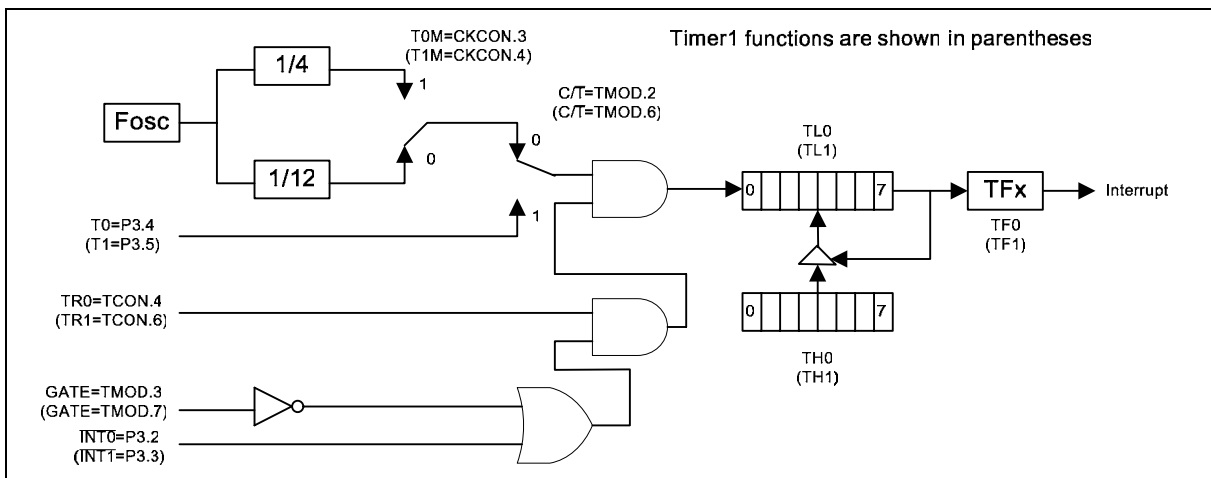 T0M=CKCON.3
(T1M=CKCON.4)
Timer1 functions are shown in parentheses
1/4
1
C/T̅=TMOD.2
(C/T̅=TMOD.6)
Fosc
0
0
1/12
TL0
(TL1)
0 7
TFx
Interrupt
TF0
(TF1)
T0=P3.4
(T1=P3.5)
1
TR0=TCON.4
(TR1=TCON.6)
0 7
TH0
(TH1)
GATE=TMOD.3
(GATE=TMOD.7)
I̅N̅T̅0̅=P3.2
(I̅N̅T̅1̅=P3.3)